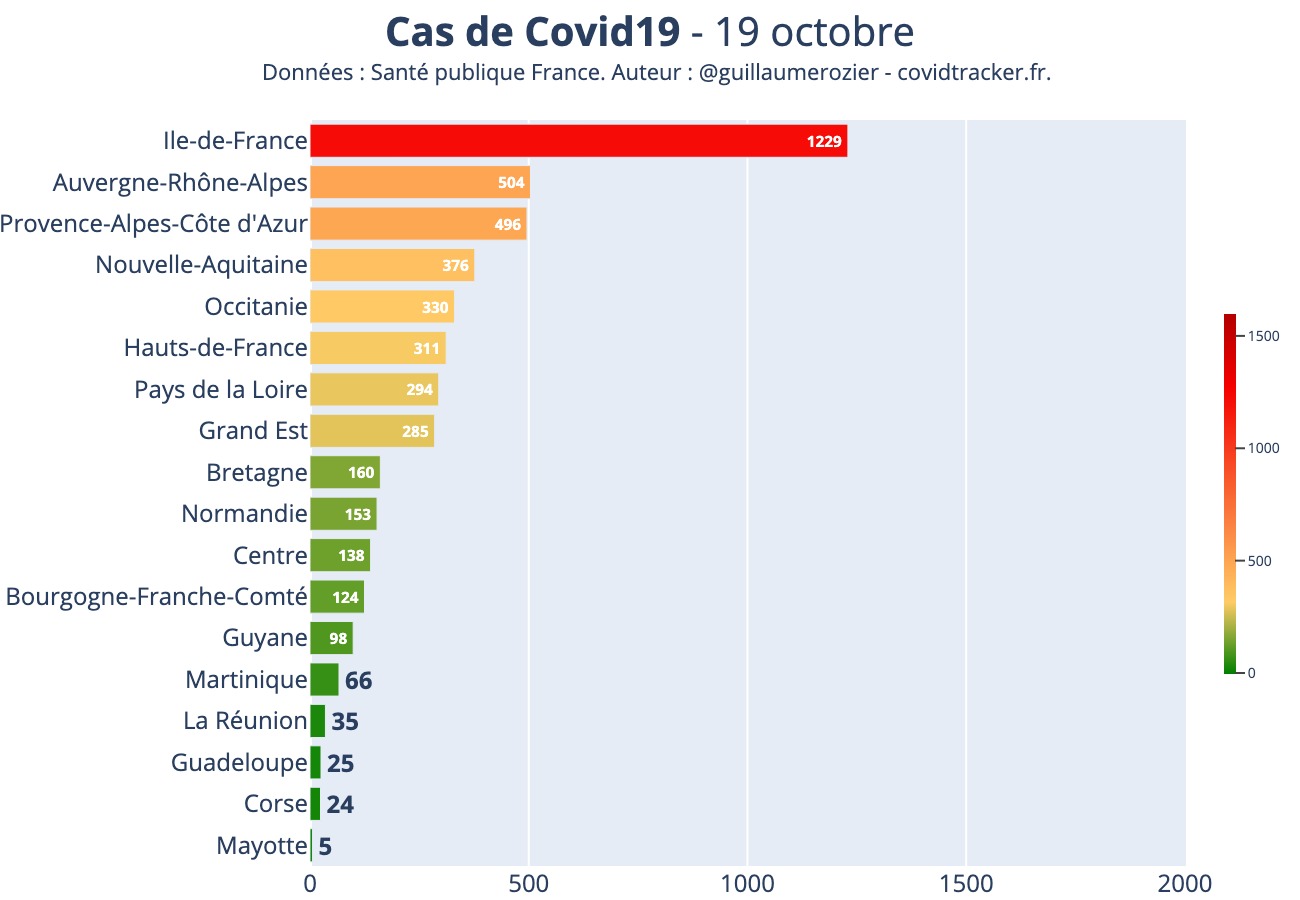 Cas de Covid19 - 19 octobre
Données : Santé publique France. Auteur : @guillaumerozier - covidtracker.fr.
Ile-de-France 1229
Auvergne-Rhône-Alpes 504
Provence-Alpes-Côte d'Azur 496
Nouvelle-Aquitaine 376
Occitanie 330
Hauts-de-France 311
Pays de la Loire 294
Grand Est 285
Bretagne 160
Normandie 153
Centre 138
Bourgogne-Franche-Comté 124
Guyane 98
Martinique 66
La Réunion 35
Guadeloupe 25
Corse 24
Mayotte 5
0 500 1000 1500 2000
1500
1000
500
0